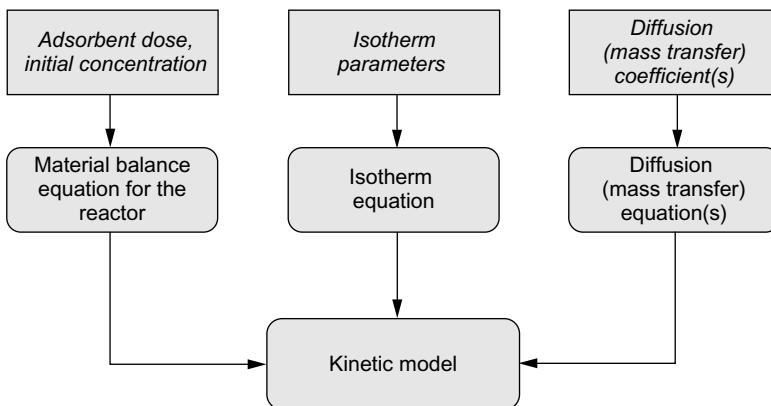 Adsorbent dose,
initial concentration
Isotherm
parameters
Diffusion
(mass transfer)
coefficient(s)
Material balance
equation for the
reactor
Isotherm
equation
Diffusion
(mass transfer)
equation(s)
Kinetic model